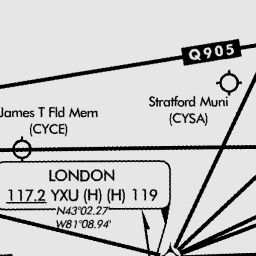 Q905
Stratford Muni
(CYSA)
James T Fld Mem
(CYCE)
LONDON
117.2 YXU (H) (H) 119
N43°02.27'
W81°08.94'